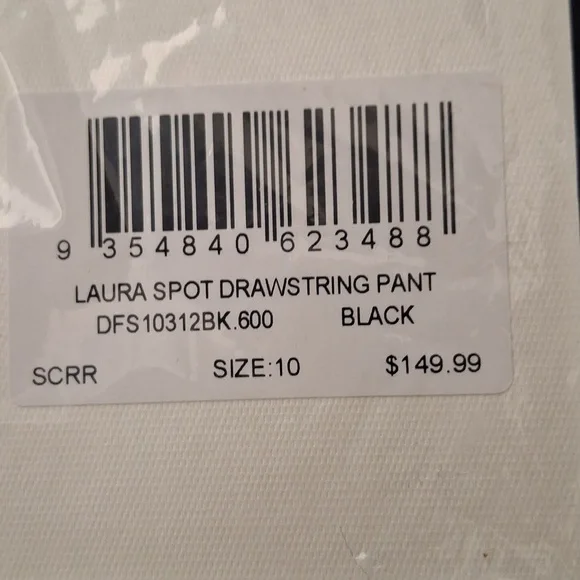 9 354840 623488
LAURA SPOT DRAWSTRING PANT
DFS10312BK.600 BLACK
SCRR SIZE:10 $149.99